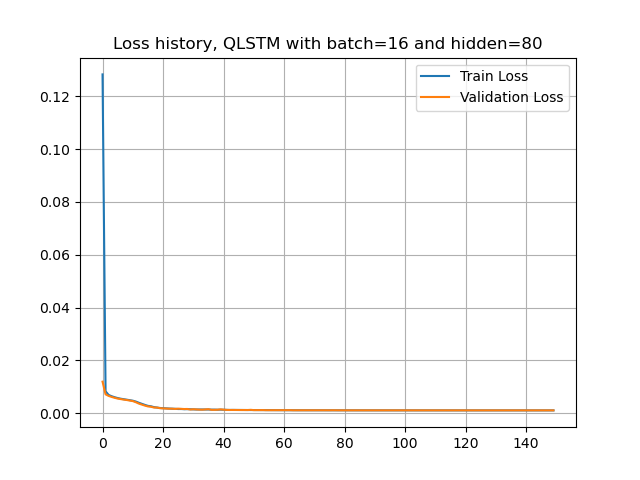 Loss history, QLSTM with batch=16 and hidden=80
Train Loss
Validation Loss
0.12
0.10
0.08
0.06
0.04
0.02
0.00
0 20 40 60 80 100 120 140